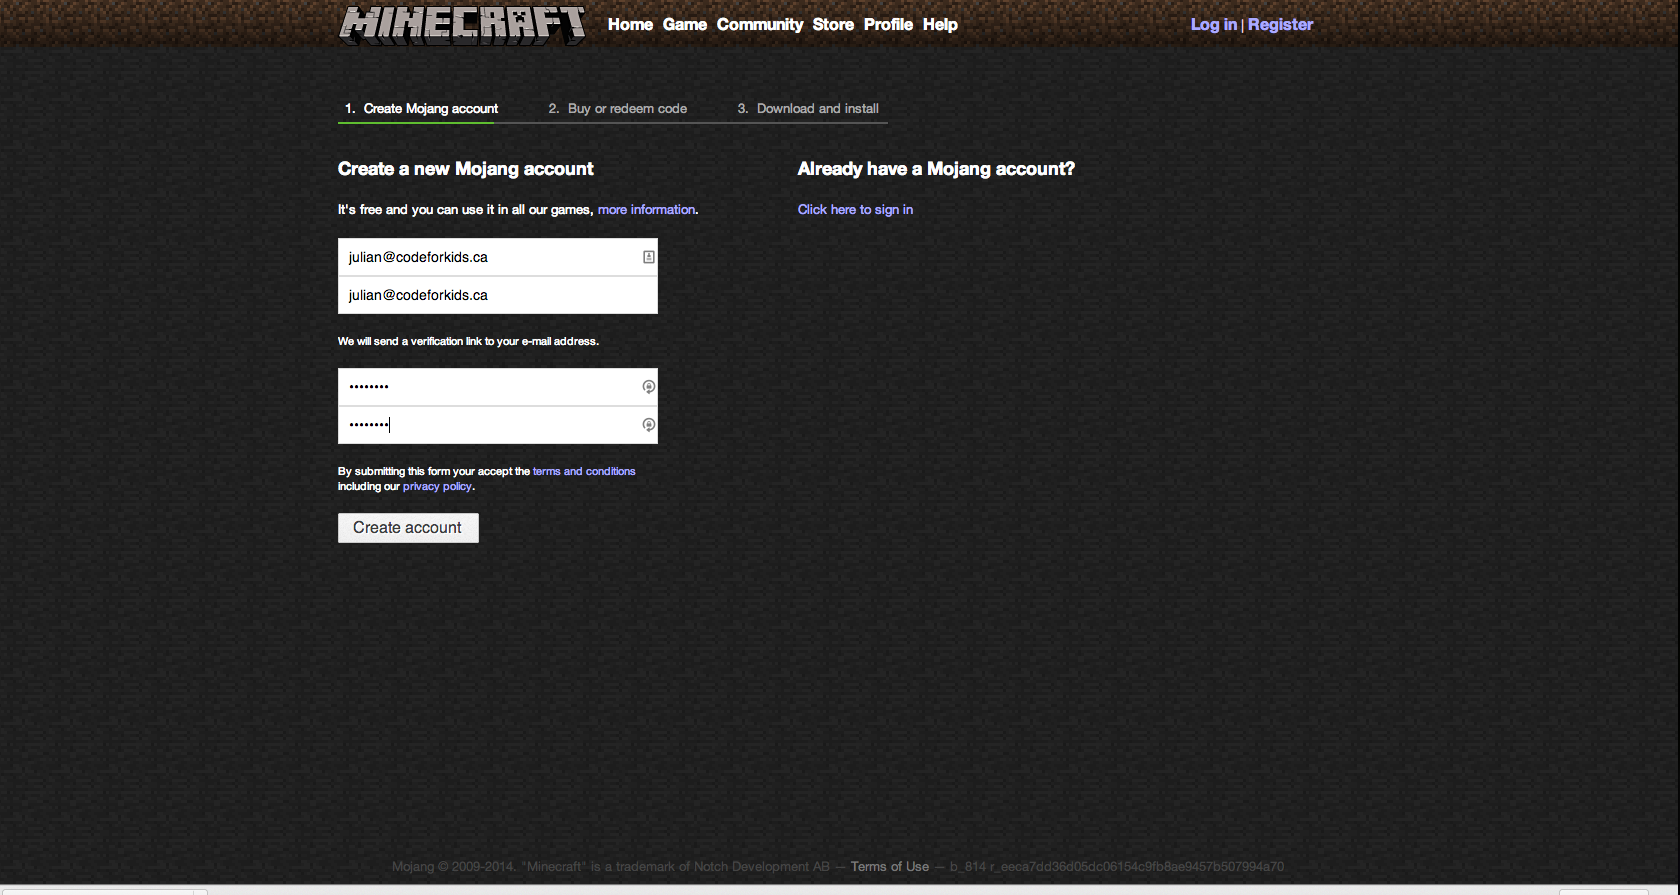 MINECRAFT Home Game Community Store Profile Help Log in | Register
1. Create Mojang account 2. Buy or redeem code 3. Download and install
Create a new Mojang account
It's free and you can use it in all our games, more information.
julian@codeforkids.ca
julian@codeforkids.ca
We will send a verification link to your e-mail address.
••••••••
••••••••
By submitting this form your accept the terms and conditions
including our privacy policy.
Create account
Already have a Mojang account?
Click here to sign in
Mojang © 2009-2014. "Minecraft" is a trademark of Notch Development AB — Terms of Use — b_814 r_eeca7dd36d05dc06154c9fb8ae9457b507994a70